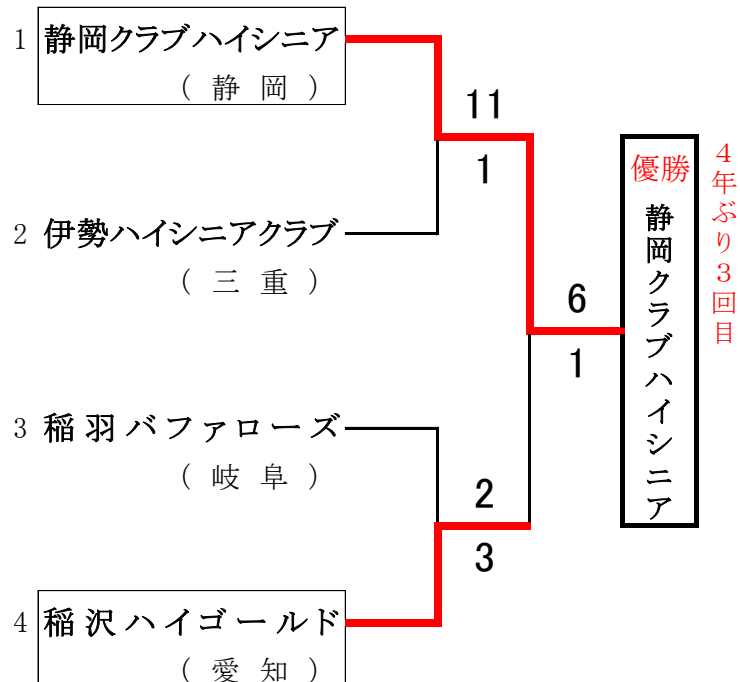 1 静岡クラブハイシニア
(静岡)
11
1
2 伊勢ハイシニアクラブ
(三重)
6
1
3 稲羽バファローズ
(岐阜)
2
3
4 稲沢ハイゴールド
(愛知)
優勝
静岡クラブハイシニア
4年ぶり3回目